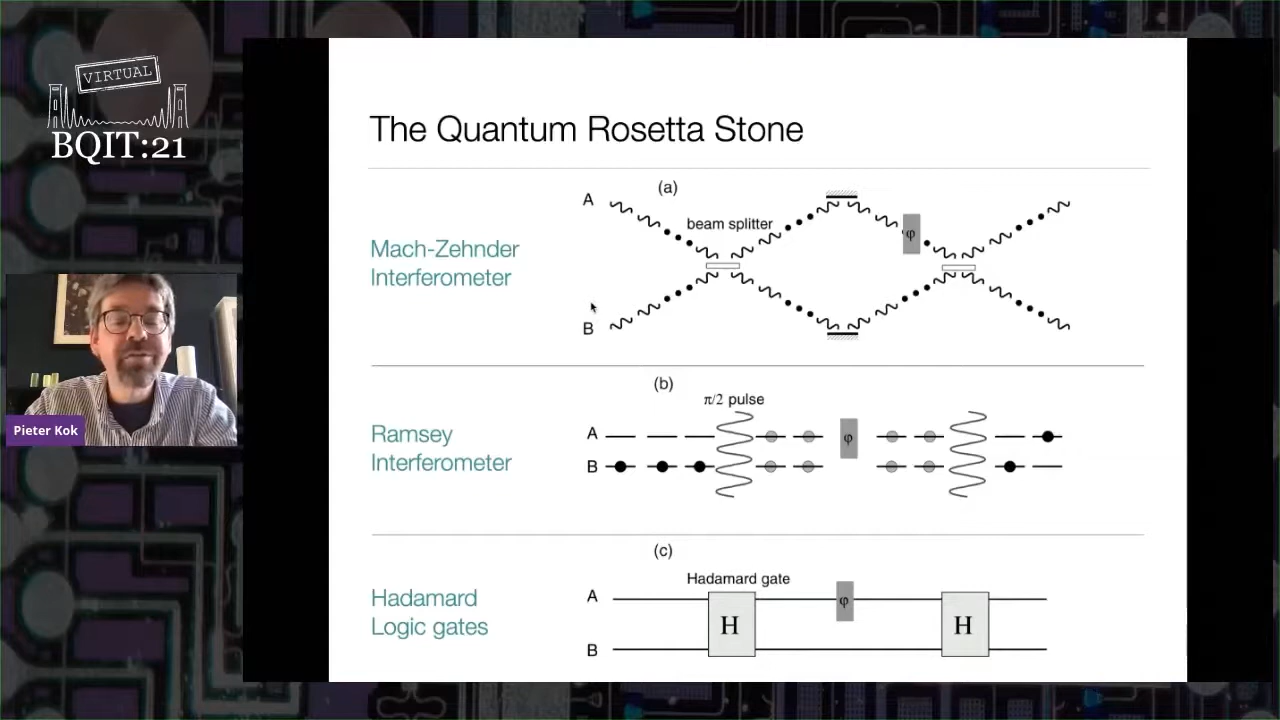 VIRTUAL
BQIT:21
Pieter Kok
The Quantum Rosetta Stone
(a)
A
beam splitter
φ
Mach-Zehnder
Interferometer
B
(b)
π/2 pulse
Ramsey
Interferometer
A
φ
B
(c)
Hadamard gate
Hadamard
Logic gates
A
φ
H
H
B